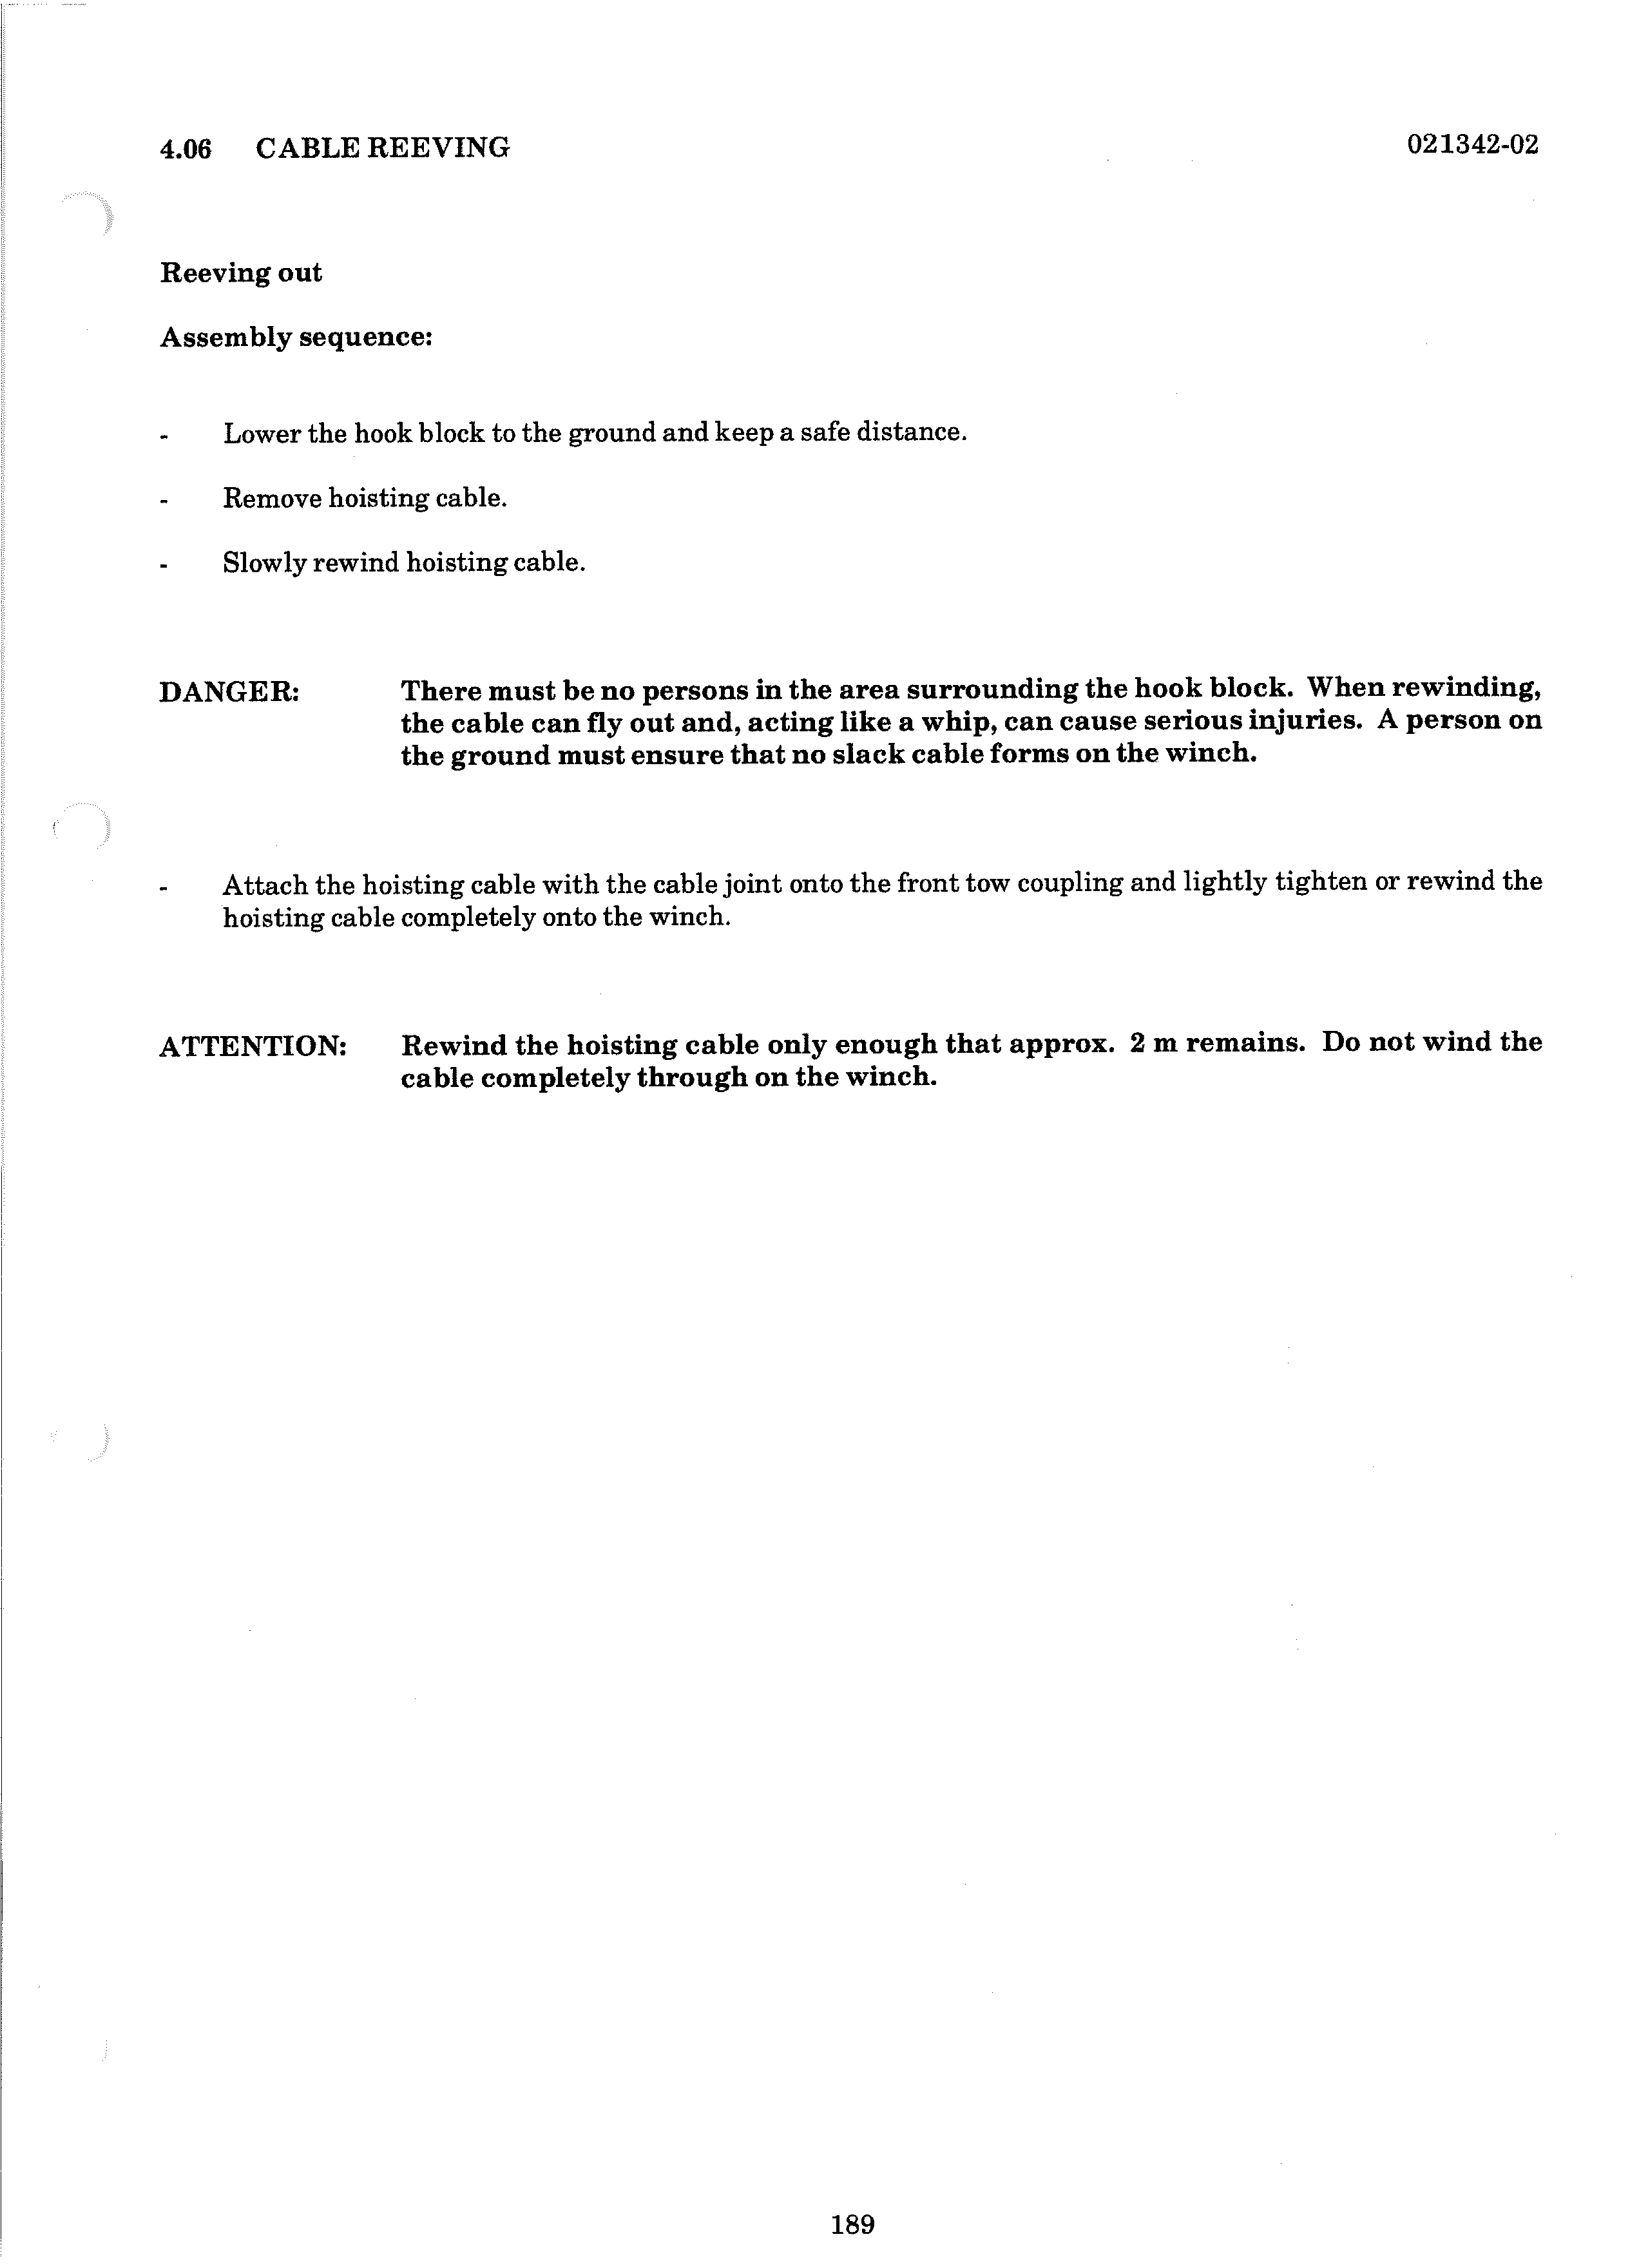 4.06 CABLE REEVING 021342-02
Reeving out
Assembly sequence:
- Lower the hook block to the ground and keep a safe distance.
- Remove hoisting cable.
- Slowly rewind hoisting cable.
DANGER: There must be no persons in the area surrounding the hook block. When rewinding,
the cable can fly out and, acting like a whip, can cause serious injuries. A person on
the ground must ensure that no slack cable forms on the winch.
- Attach the hoisting cable with the cable joint onto the front tow coupling and lightly tighten or rewind the
hoisting cable completely onto the winch.
ATTENTION: Rewind the hoisting cable only enough that approx. 2 m remains. Do not wind the
cable completely through on the winch.
189